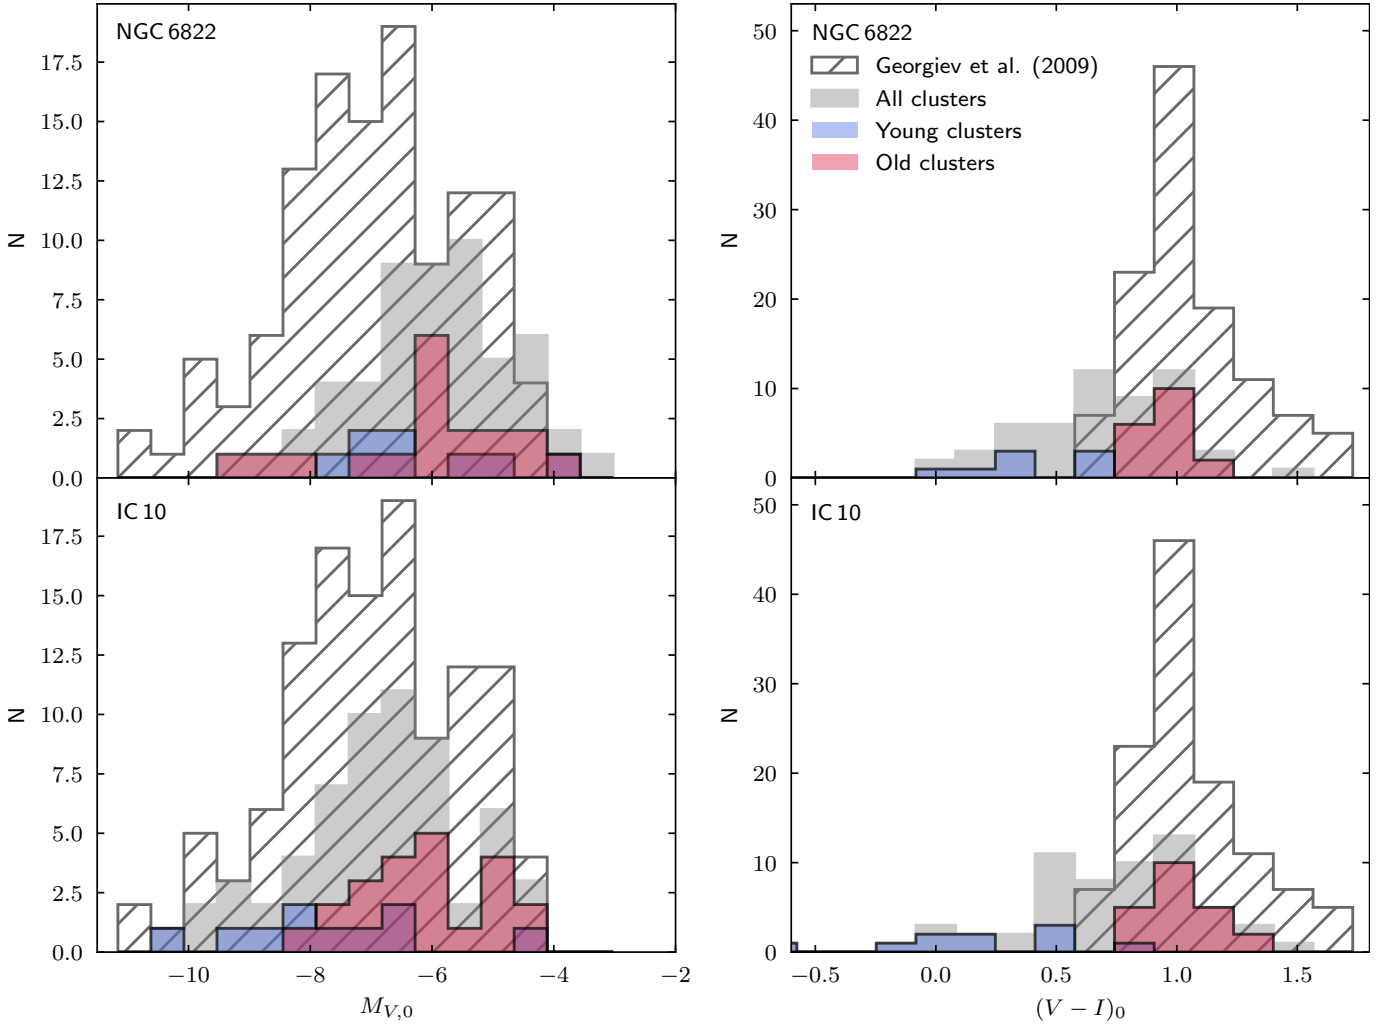 NGC 6822
17.5
15.0
12.5
10.0
7.5
5.0
2.5
0.0
N
NGC 6822
Georgiev et al. (2009)
All clusters
Young clusters
Old clusters
50
40
30
20
10
0
N
IC 10
17.5
15.0
12.5
10.0
7.5
5.0
2.5
0.0
N
−10
−8
−6
−4
−2
M_{V,0}
IC 10
50
40
30
20
10
0
N
−0.5
0.0
0.5
1.0
1.5
(V − I)_0